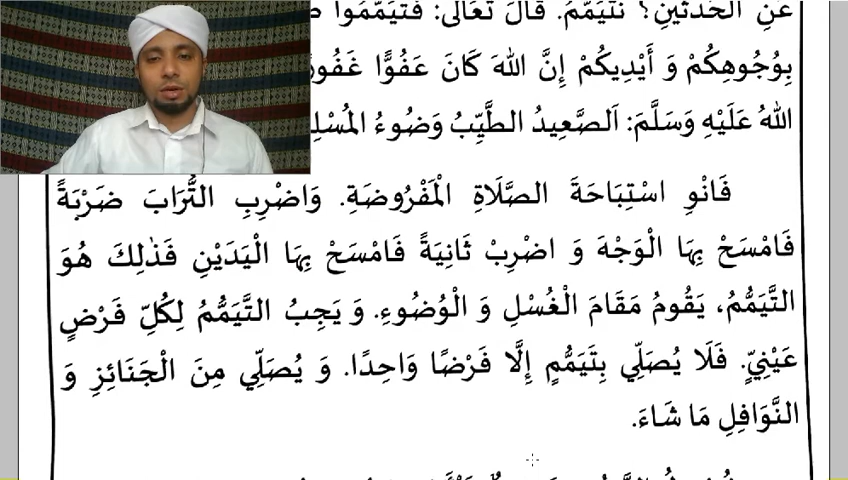 عَنِ الْحَدَثَيْنِ؟ نَتَيَمَّمُ. قَالَ تَعَالَى: فَتَيَمَّمُوا
بِوُجُوهِكُمْ وَ أَيْدِيكُمْ إِنَّ اللهَ كَانَ عَفُوًّا
اللهُ عَلَيْهِ وَسَلَّمَ: اَلصَّعِيدُ الطَّيِّبُ وَضُوءُ
فَانْوِ اسْتِبَاحَةَ الصَّلَاةِ الْمَفْرُوضَةِ. وَاضْرِبِ التُّرَابَ ضَرْبَةً
فَامْسَحْ بِهَا الْوَجْهَ وَ اضْرِبْ ثَانِيَةً فَامْسَحْ بِهَا الْيَدَيْنِ فَذٰلِكَ هُوَ
التَّيَمُّمُ، يَقُومُ مَقَامَ الْغُسْلِ وَ الْوُضُوءِ. وَ يَجِبُ التَّيَمُّمُ لِكُلِّ فَرْضٍ
عَيْنِيٍّ. فَلَا يُصَلِّي بِتَيَمُّمٍ إِلَّا فَرْضًا وَاحِدًا. وَ يُصَلِّي مِنَ الْجَنَائِزِ وَ
النَّوَافِلِ مَا شَاءَ.